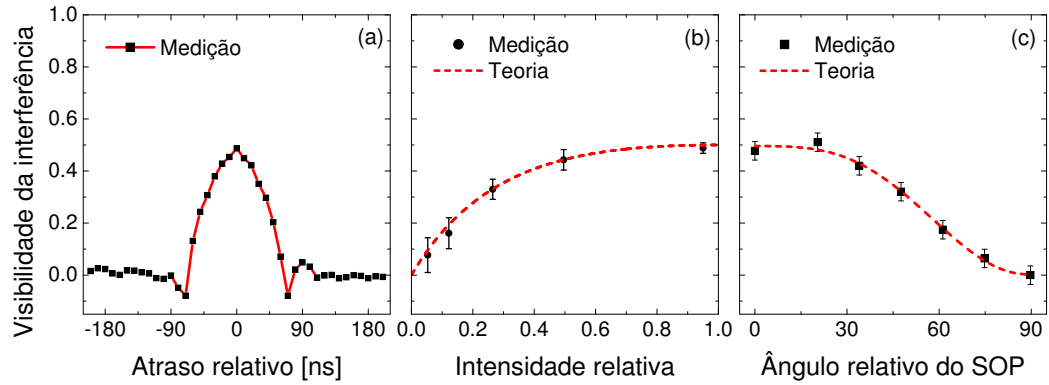 Visibilidade da interferência
1.0
0.8
0.6
0.4
0.2
0.0
Medição
(a)
-180 -90 0 90 180
Atraso relativo [ns]
Medição
Teoria
(b)
0.0 0.2 0.4 0.6 0.8 1.0
Intensidade relativa
Medição
Teoria
(c)
0 30 60 90
Ângulo relativo do SOP